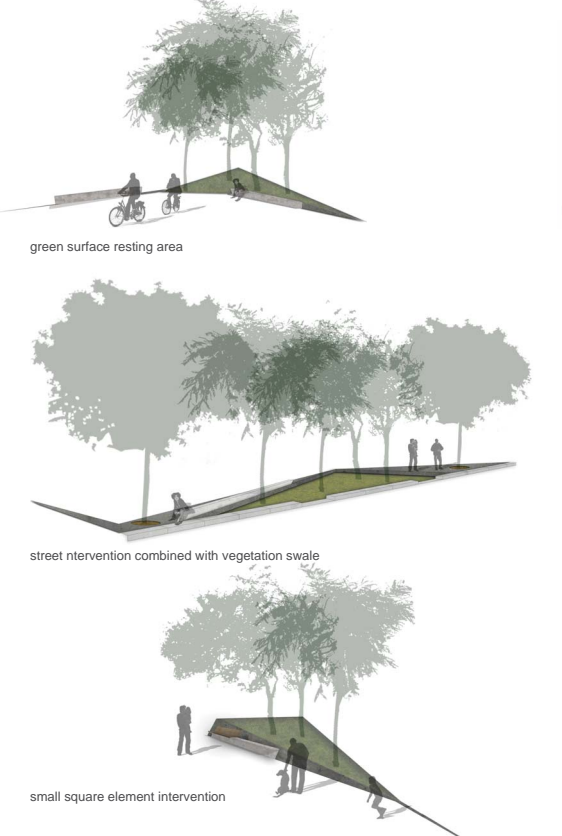 green surface resting area
street ntervention combined with vegetation swale
small square element intervention